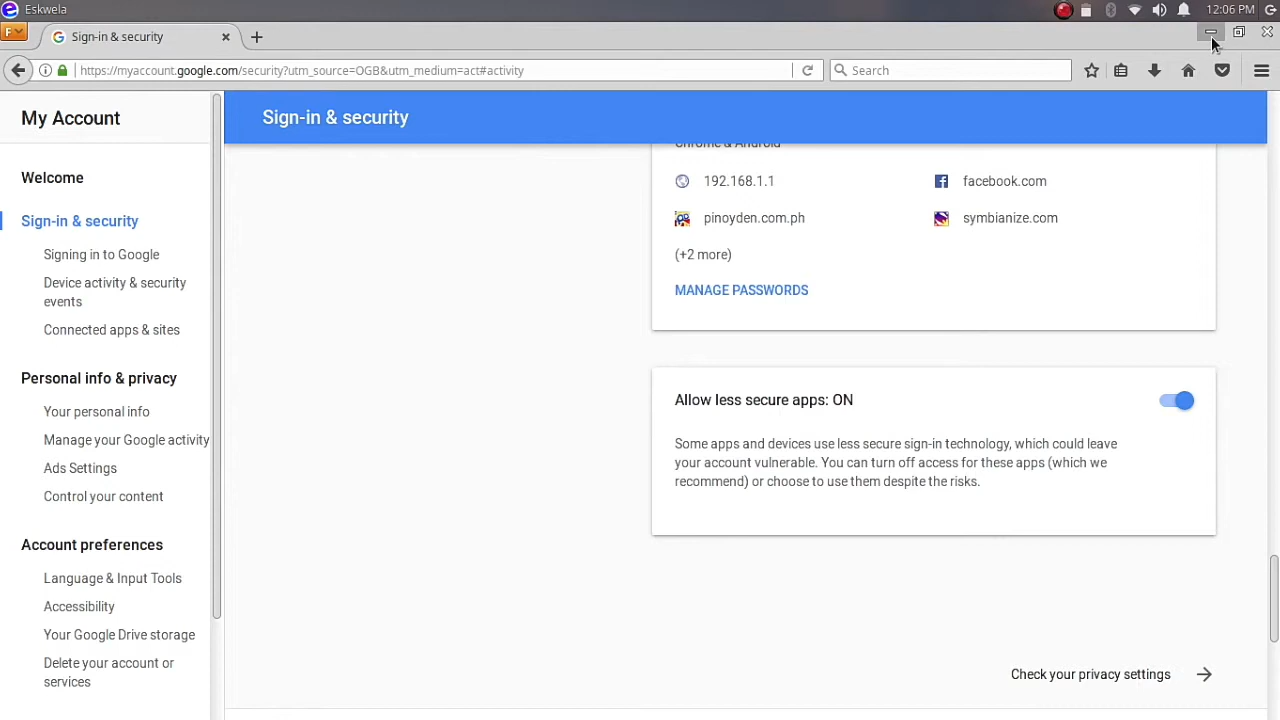 Eskwela
12:06 PM
F
Sign-in & security
https://myaccount.google.com/security?utm_source=OGB&utm_medium=act#activity
Search
My Account
Sign-in & security
Welcome
Sign-in & security
Signing in to Google
Device activity & security
events
Connected apps & sites
Personal info & privacy
Your personal info
Manage your Google activity
Ads Settings
Control your content
Account preferences
Language & Input Tools
Accessibility
Your Google Drive storage
Delete your account or
services
Chrome & Android
192.168.1.1
facebook.com
pinoyden.com.ph
symbianize.com
(+2 more)
MANAGE PASSWORDS
Allow less secure apps: ON
Some apps and devices use less secure sign-in technology, which could leave
your account vulnerable. You can turn off access for these apps (which we
recommend) or choose to use them despite the risks.
Check your privacy settings